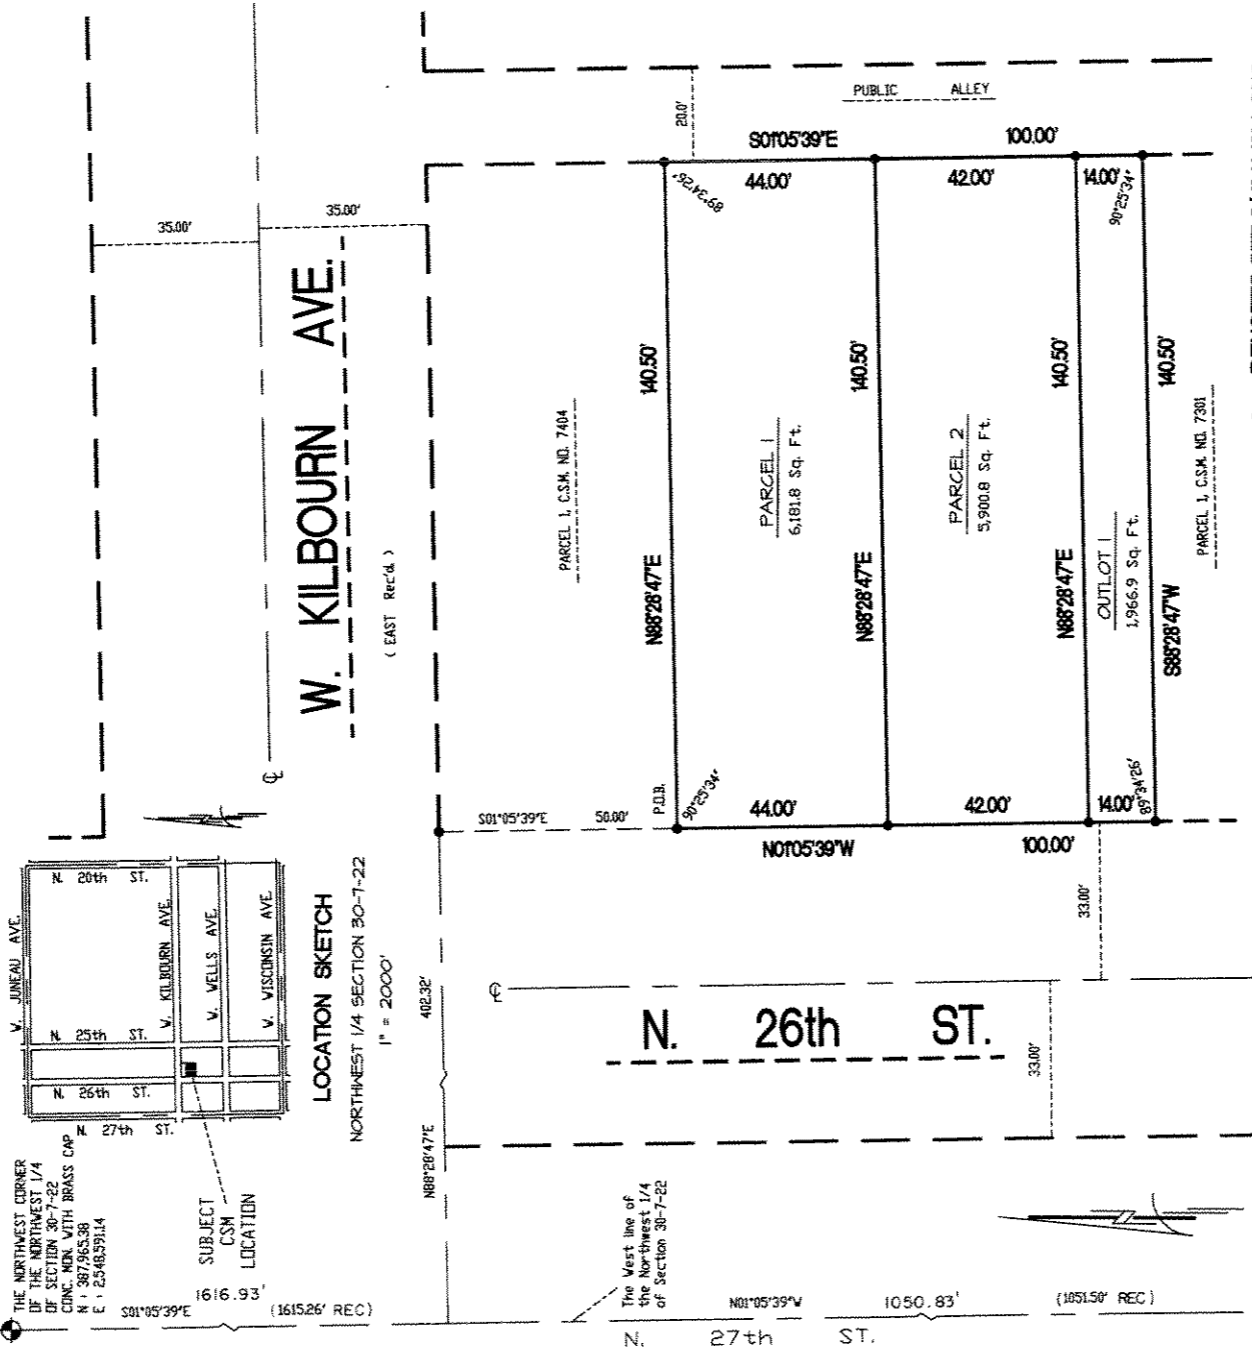 PUBLIC ALLEY
20.0'
S01°05'39"E 100.00'
44.00' 42.00' 14.00'
89°34'26"
90°25'34"
35.00'
35.00'
W. KILBOURN AVE.
( EAST Rec'd. )
PARCEL 1, C.S.M. NO. 7404
140.50'
140.50'
140.50'
140.50'
PARCEL 1
6,181.8 Sq. Ft.
PARCEL 2
5,900.8 Sq. Ft.
OUTLOT 1
1,966.9 Sq. Ft.
PARCEL 1, C.S.M. NO. 7301
N88°28'47"E
N88°28'47"E
N88°28'47"E
S88°28'47"W
S01°05'39"E 50.00'
P.O.B.
90°25'34"
89°34'26"
44.00' 42.00' 14.00'
N01°05'39"W 100.00'
33.00'
33.00'
N. 26th ST.
402.32'
N88°28'47"E
W. JUNEAU AVE.
N. 20th ST.
W. KILBOURN AVE.
W. WELLS AVE.
W. WISCONSIN AVE.
N. 25th ST.
N. 26th ST.
N. 27th ST.
LOCATION SKETCH
NORTHWEST 1/4 SECTION 30-7-22
1" = 2000'
SUBJECT
CSM
LOCATION
THE NORTHWEST CORNER
OF THE NORTHWEST 1/4
OF SECTION 30-7-22
CONC. MON. WITH BRASS CAP
N : 387,965.38
E : 2,548,591.14
S01°05'39"E
1616.93'
(1615.26' REC)
The West line of
the Northwest 1/4
of Section 30-7-22
N01°05'39"W
1050.83'
(1051.50' REC)
N. 27th ST.